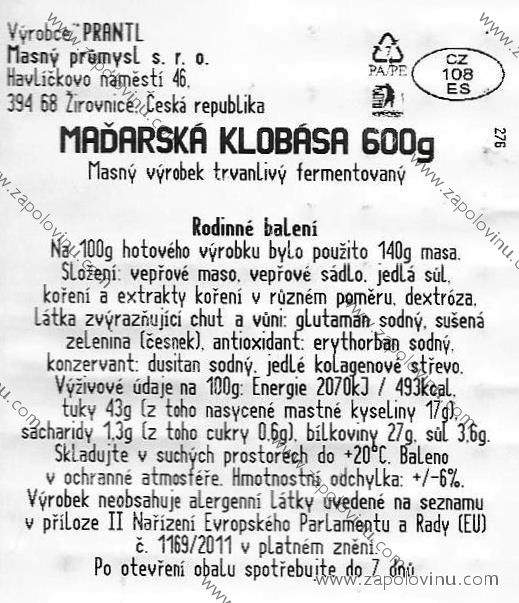 Výrobce PRANTL
Masný průmysl s. r. o.
Havlíčkovo náměstí 46,
394 68 Žirovnice, Česká republika
7
PA/PE
CZ
108
ES
276
MAĎARSKÁ KLOBÁSA 600g
Masný výrobek trvanlivý fermentovaný
Rodinné balení
Na 100g hotového výrobku bylo použito 140g masa.
Složení: vepřové maso, vepřové sádlo, jedlá sůl,
koření a extrakty koření v různém poměru, dextróza,
Látka zvýrazňující chut a vůni: glutaman sodný, sušená
zelenina (česnek), antioxidant: erythorban sodný,
konzervant: dusitan sodný, jedlé kolagenové střevo.
Výživové údaje na 100g: Energie 2070kJ / 493kcal,
tuky 43g (z toho nasycené mastné kyseliny 17g),
sacharidy 1,3g (z toho cukry 0,6g), bílkoviny 27g, sůl 3,6g.
Skladujte v suchých prostorech do +20°C. Baleno
v ochranné atmosféře. Hmotnostní odchylka: +/-6%.
Výrobek neobsahuje alergenní Látky uvedené na seznamu
v příloze II Nařízení Evropského Parlamentu a Rady (EU)
č. 1169/2011 v platném znění.
Po otevření obalu spotřebujte do 7 dnů
www.zapolovinu.com